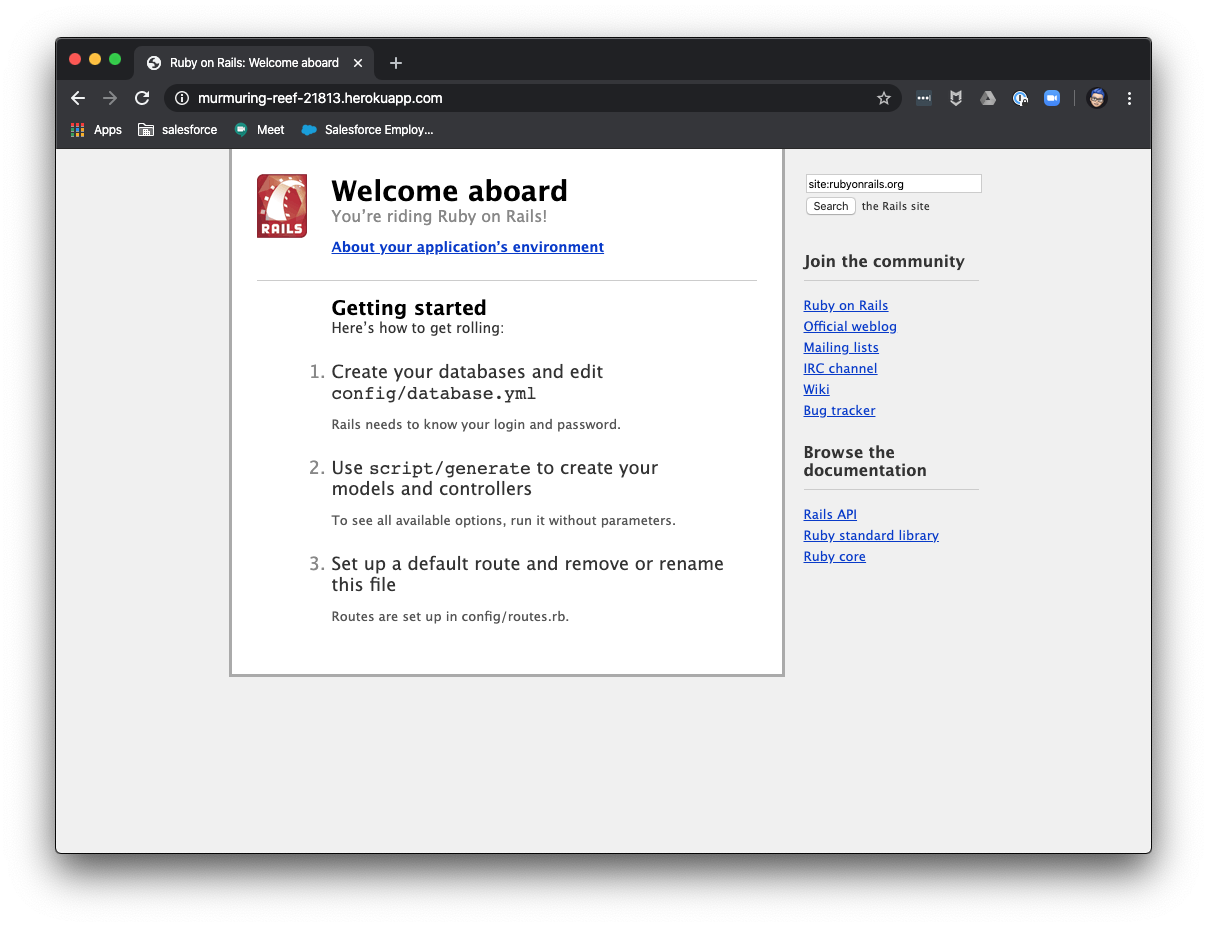 Ruby on Rails: Welcome aboard
murmuring-reef-21813.herokuapp.com
Apps
salesforce
Meet
Salesforce Employ...
RAILS
Welcome aboard
You're riding Ruby on Rails!
About your application's environment
Getting started
Here's how to get rolling:
1. Create your databases and edit
config/database.yml
Rails needs to know your login and password.
2. Use script/generate to create your
models and controllers
To see all available options, run it without parameters.
3. Set up a default route and remove or rename
this file
Routes are set up in config/routes.rb.
site:rubyonrails.org
Search the Rails site
Join the community
Ruby on Rails
Official weblog
Mailing lists
IRC channel
Wiki
Bug tracker
Browse the
documentation
Rails API
Ruby standard library
Ruby core